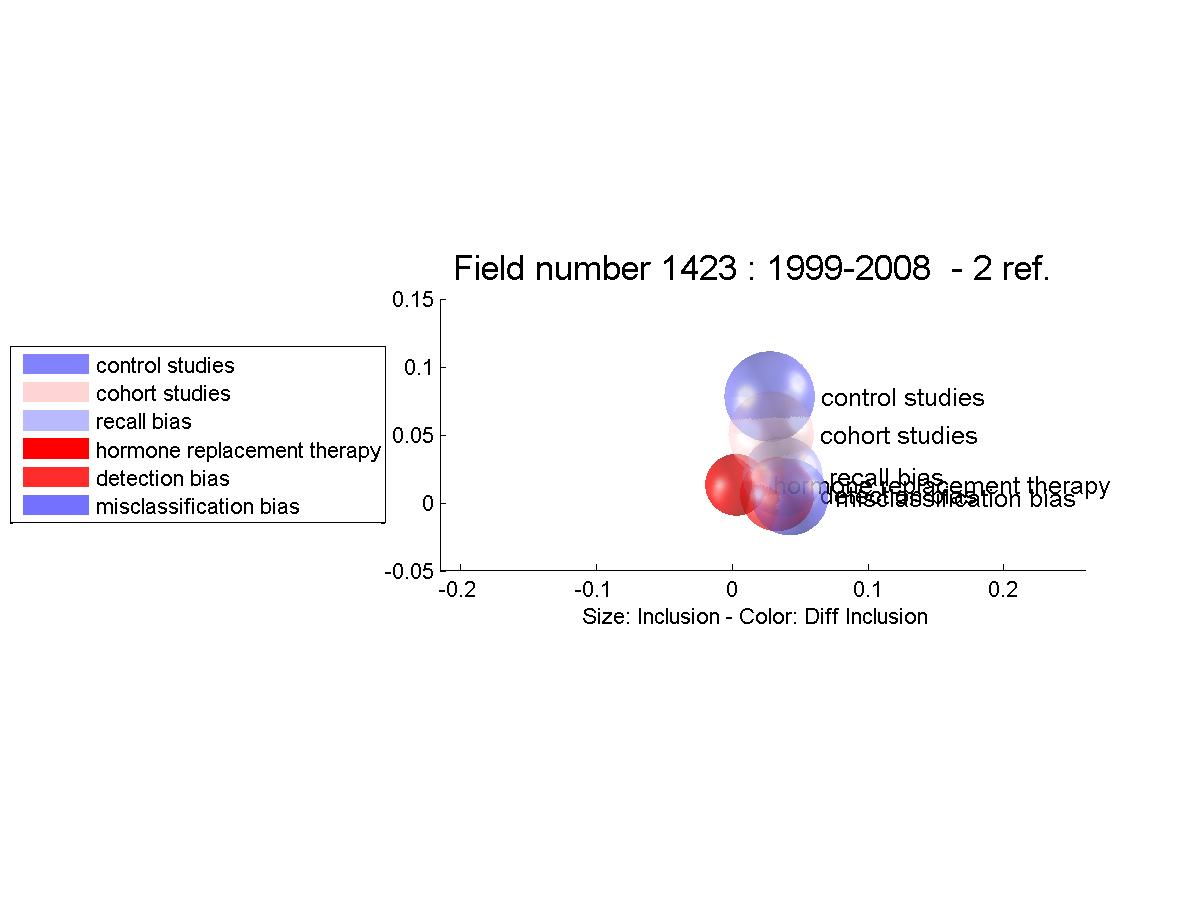 Field number 1423 : 1999-2008 - 2 ref.
control studies
cohort studies
recall bias
hormone replacement therapy
detection bias
misclassification bias
0.15
0.1
0.05
0
-0.05
control studies
cohort studies
recall bias
hormone replacement therapy
detection bias
misclassification bias
-0.2
-0.1
0
0.1
0.2
Size: Inclusion - Color: Diff Inclusion